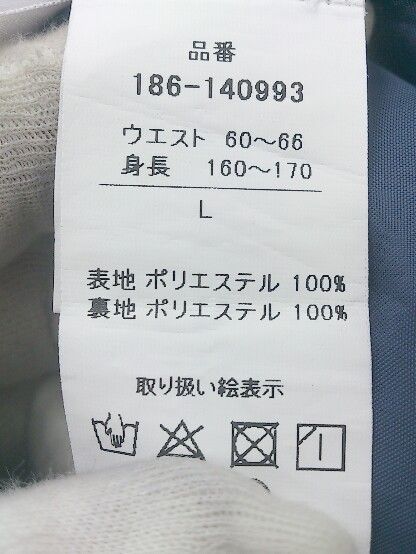 品番
186-140993
ウエスト 60～66
身長 160～170
L
表地 ポリエステル 100%
裏地 ポリエステル 100%
取り扱い絵表示